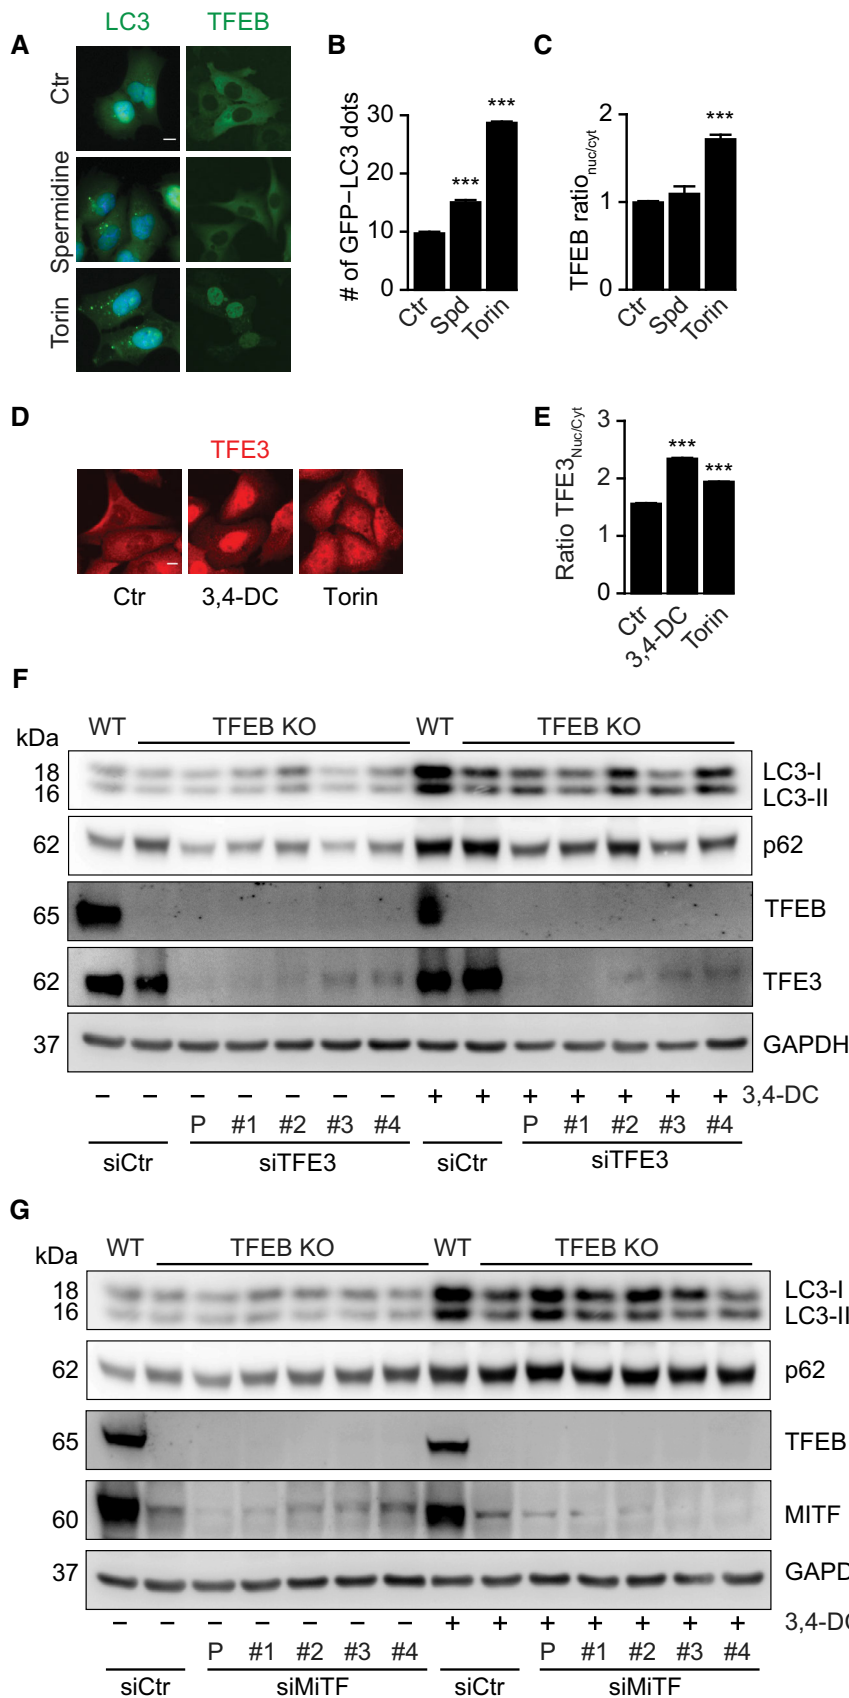 LC3 TFEB
A
Ctr
Spermidine
Torin
B
# of GFP–LC3 dots
30
20
10
0
***
***
Ctr Spd Torin
C
TFEB ratio nuc/cyt
2
1
0
***
Ctr Spd Torin
D
TFE3
Ctr 3,4-DC Torin
E
Ratio TFE3 Nuc/Cyt
3
2
1
0
***
***
Ctr 3,4-DC Torin
F
WT TFEB KO WT TFEB KO
kDa
18 LC3-I
16 LC3-II
62 p62
65 TFEB
62 TFE3
37 GAPDH
– – – – – – – + + + + + + + 3,4-DC
P #1 #2 #3 #4 P #1 #2 #3 #4
siCtr siTFE3 siCtr siTFE3
G
WT TFEB KO WT TFEB KO
kDa
18 LC3-I
16 LC3-II
62 p62
65 TFEB
60 MITF
37 GAPD
– – – – – – – + + + + + + + 3,4-DC
P #1 #2 #3 #4 P #1 #2 #3 #4
siCtr siMiTF siCtr siMiTF